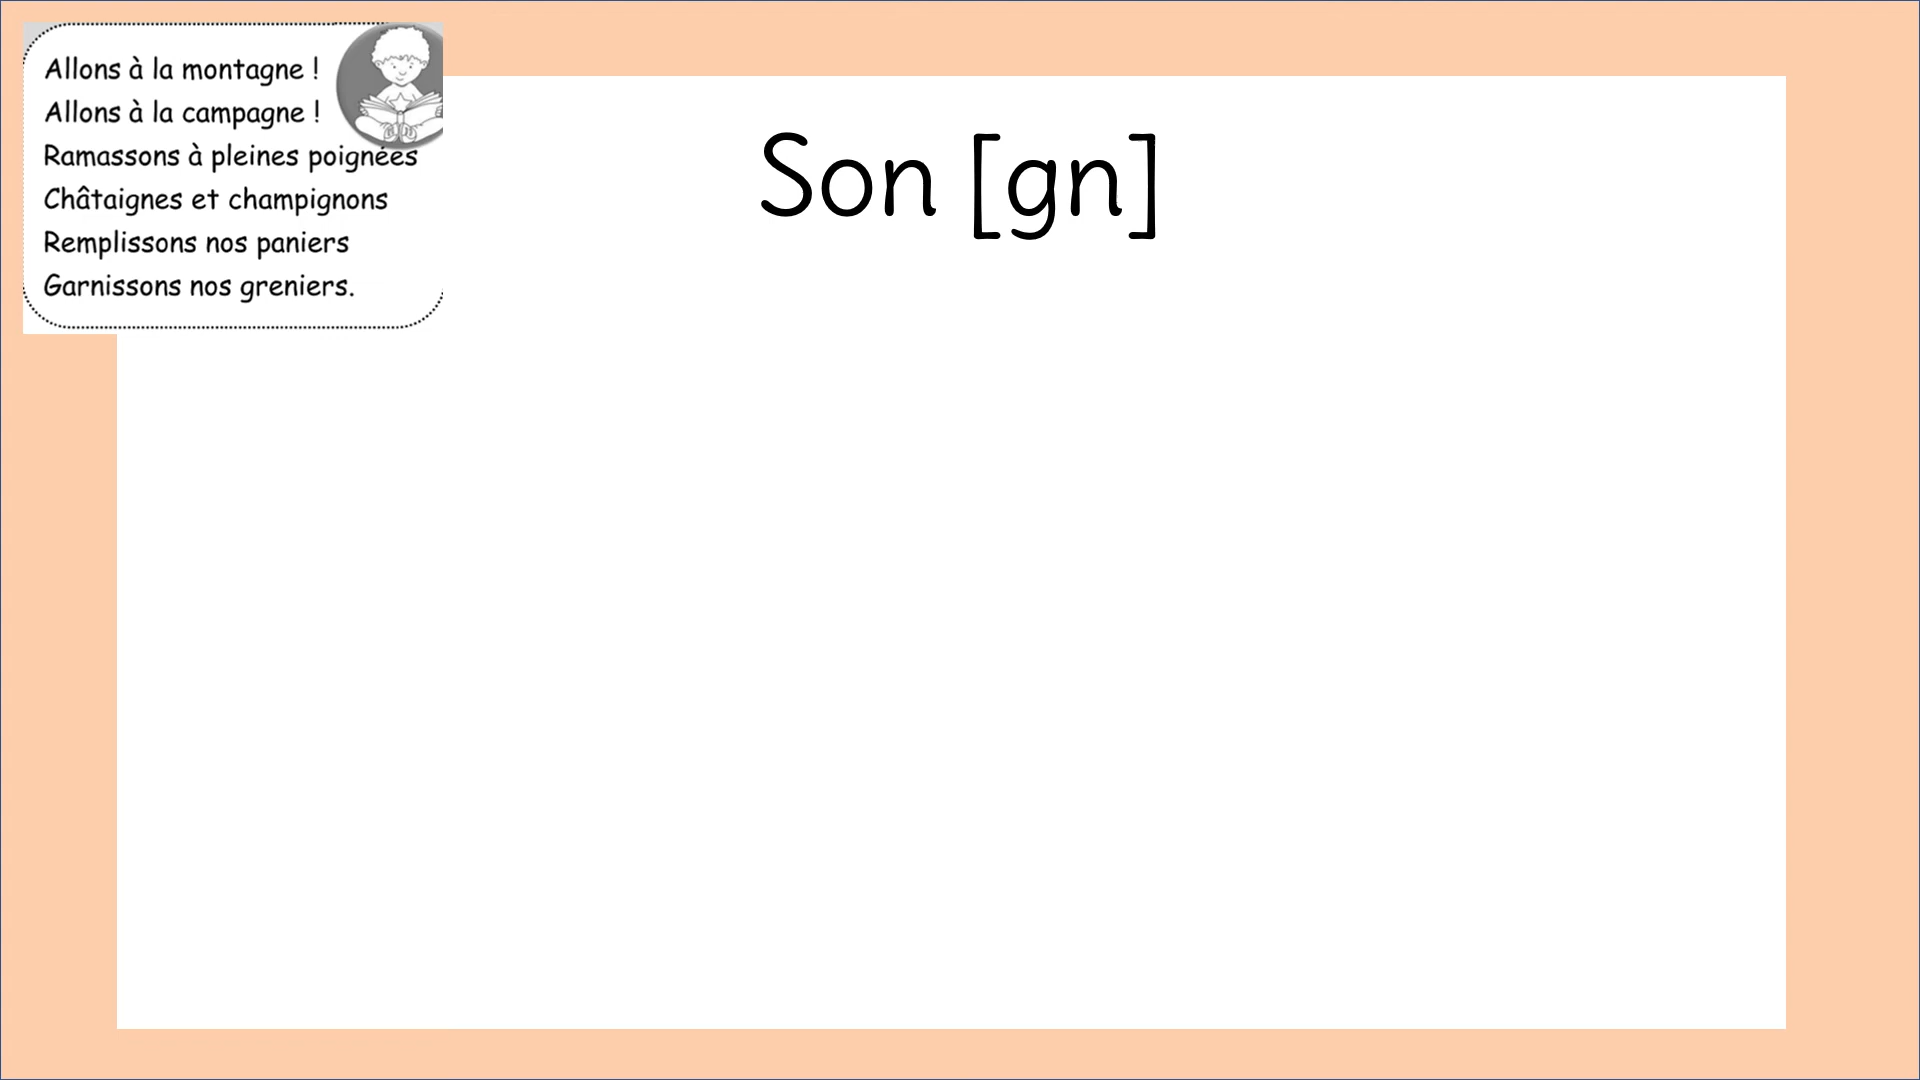 Allons à la montagne !
Allons à la campagne !
Ramassons à pleines poignées
Châtaignes et champignons
Remplissons nos paniers
Garnissons nos greniers.
Son [gn]